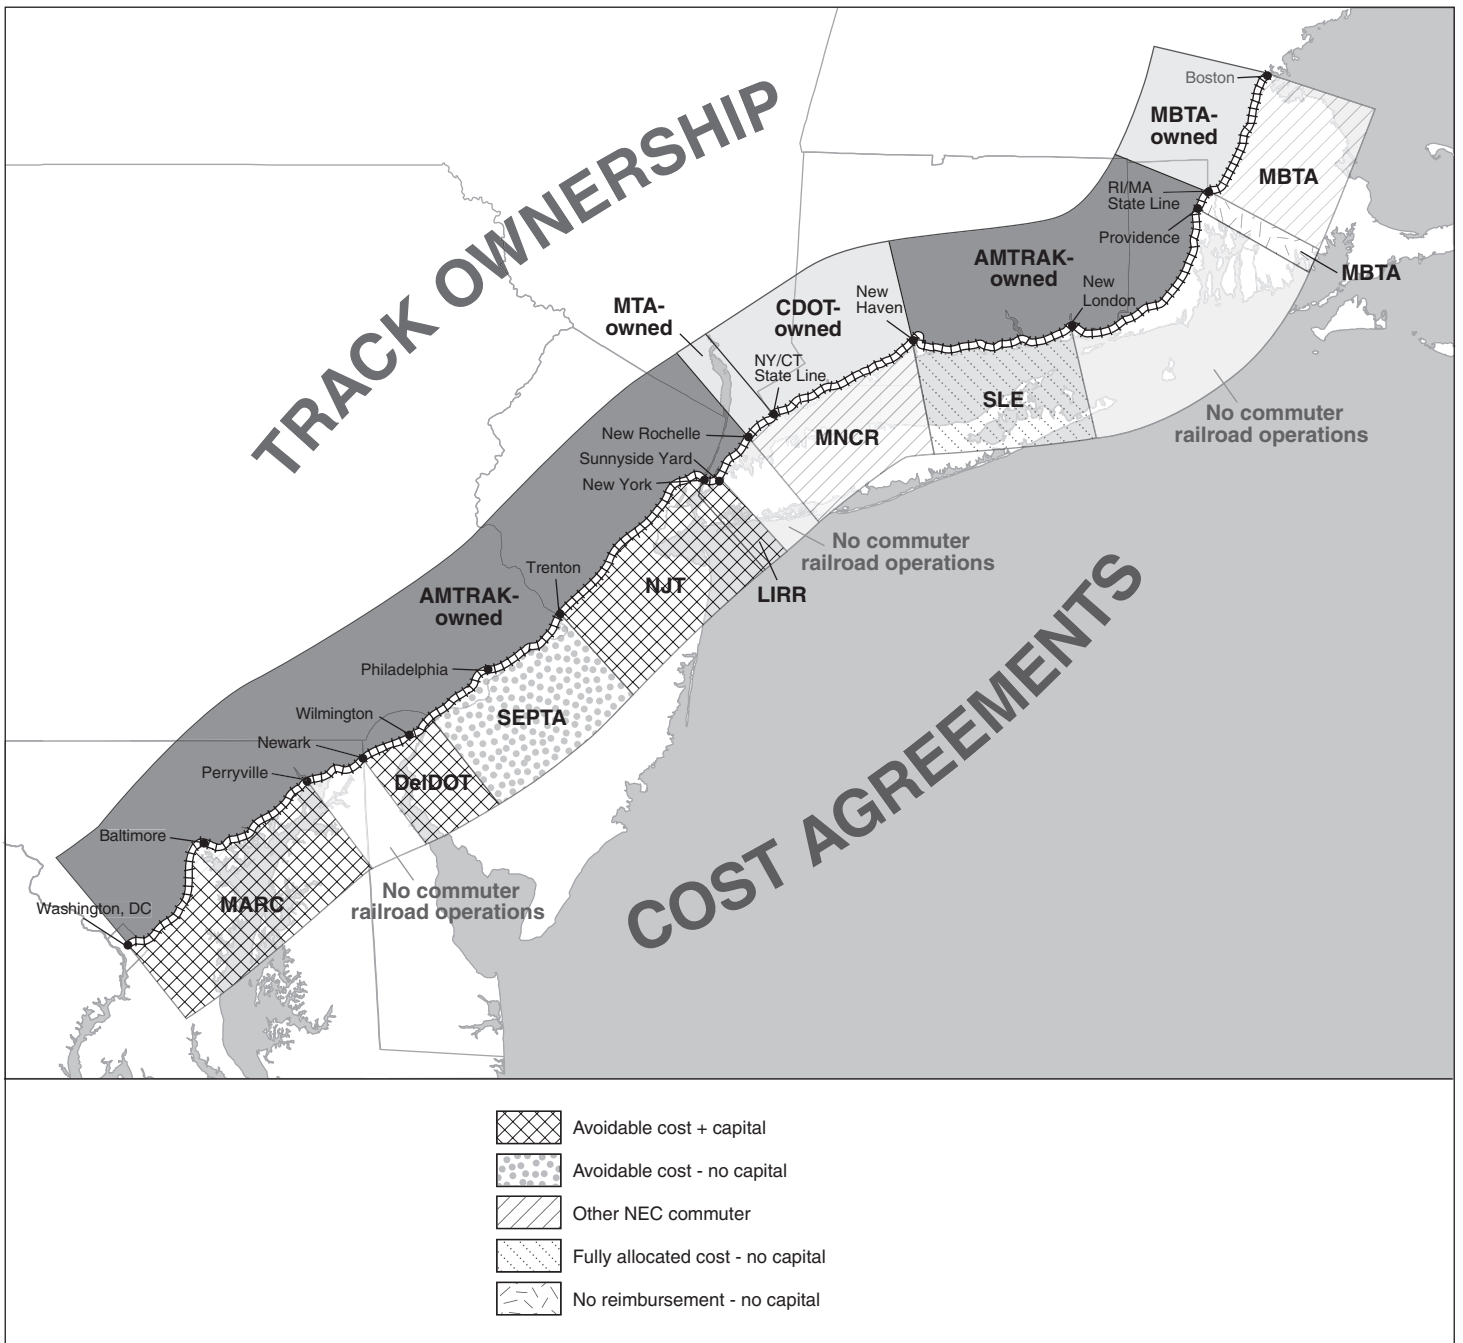 TRACK OWNERSHIP
Boston
MBTA-
owned
MBTA
RI/MA
State Line
Providence
MBTA
AMTRAK-
owned
New
London
New
Haven
CDOT-
owned
MTA-
owned
NY/CT
State Line
SLE
No commuter
railroad operations
MNCR
New Rochelle
Sunnyside Yard
New York
No commuter
railroad operations
LIRR
NJT
Trenton
AMTRAK-
owned
Philadelphia
SEPTA
Wilmington
Newark
DelDOT
Perryville
Baltimore
MARC
No commuter
railroad operations
Washington, DC
COST AGREEMENTS
Avoidable cost + capital
Avoidable cost - no capital
Other NEC commuter
Fully allocated cost - no capital
No reimbursement - no capital